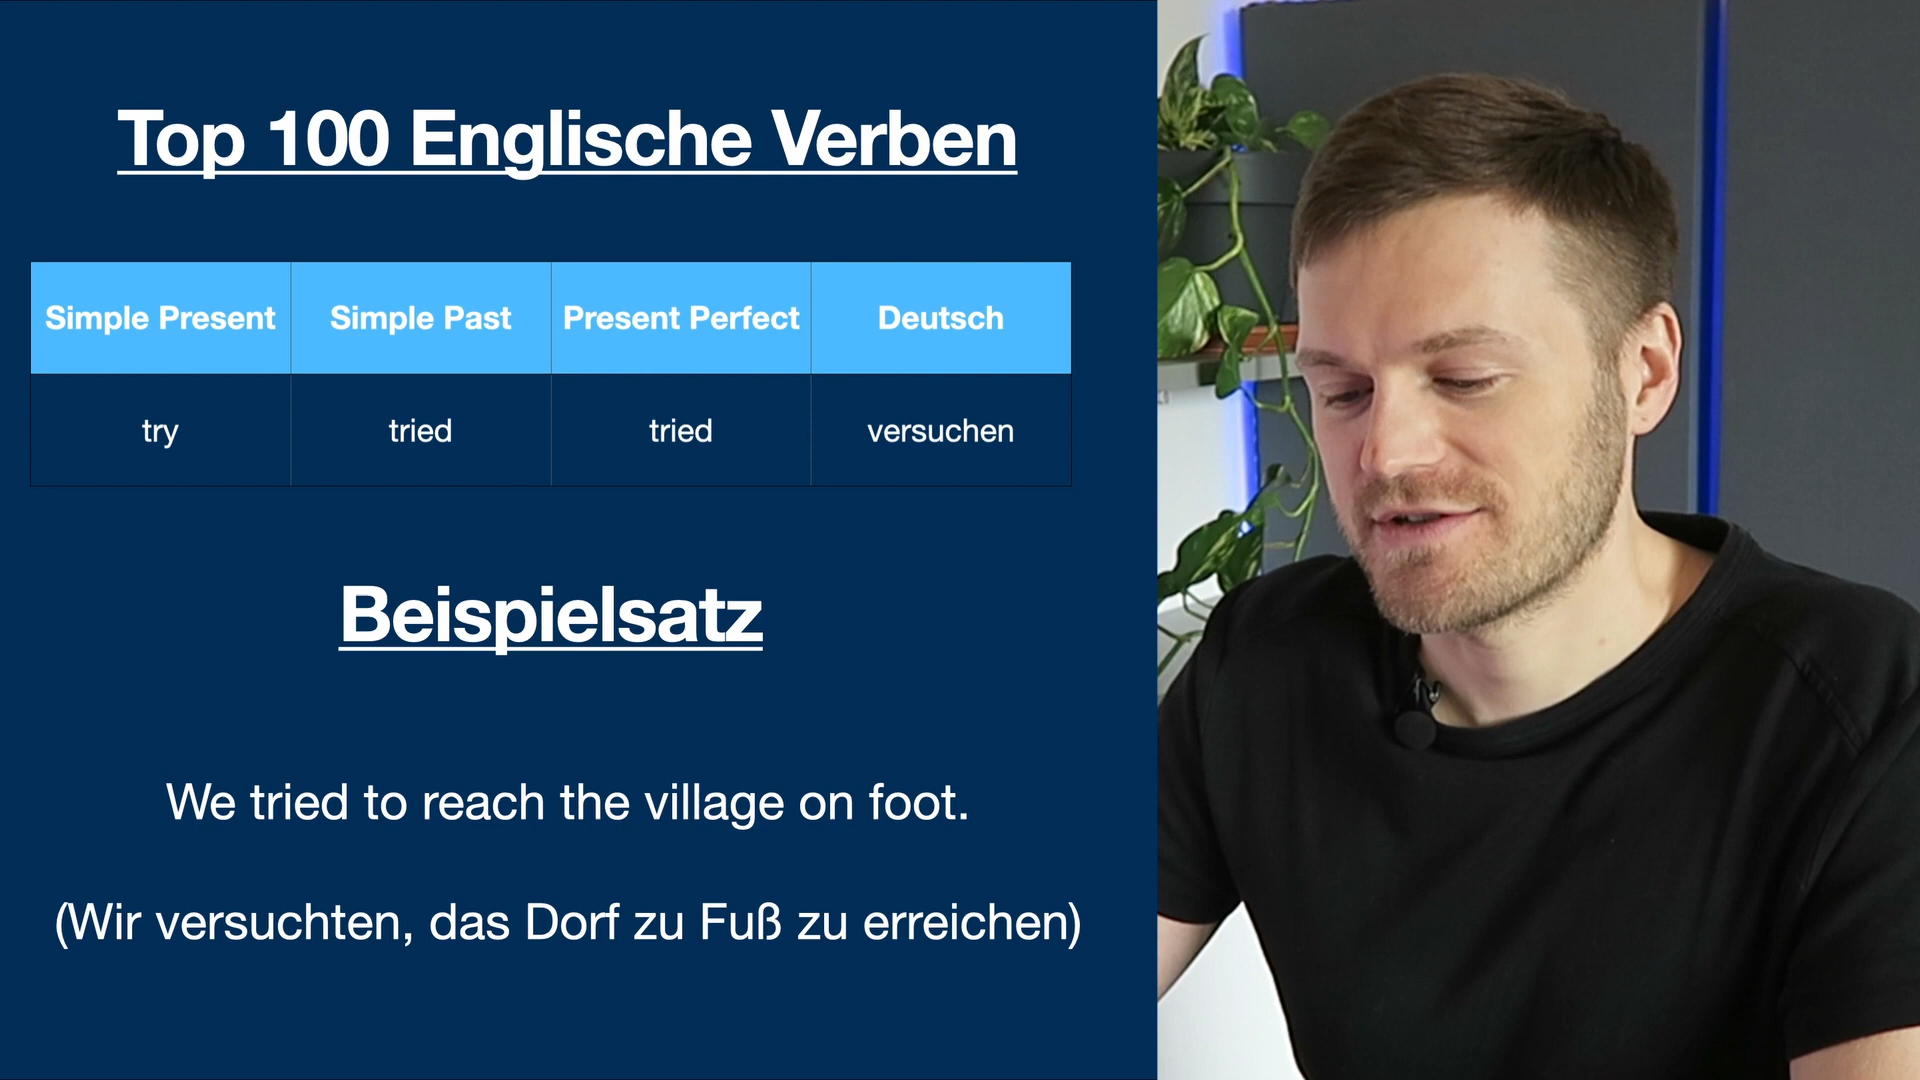 Top 100 Englische Verben
Simple Present Simple Past Present Perfect Deutsch
try tried tried versuchen
Beispielsatz
We tried to reach the village on foot.
(Wir versuchten, das Dorf zu Fuß zu erreichen)